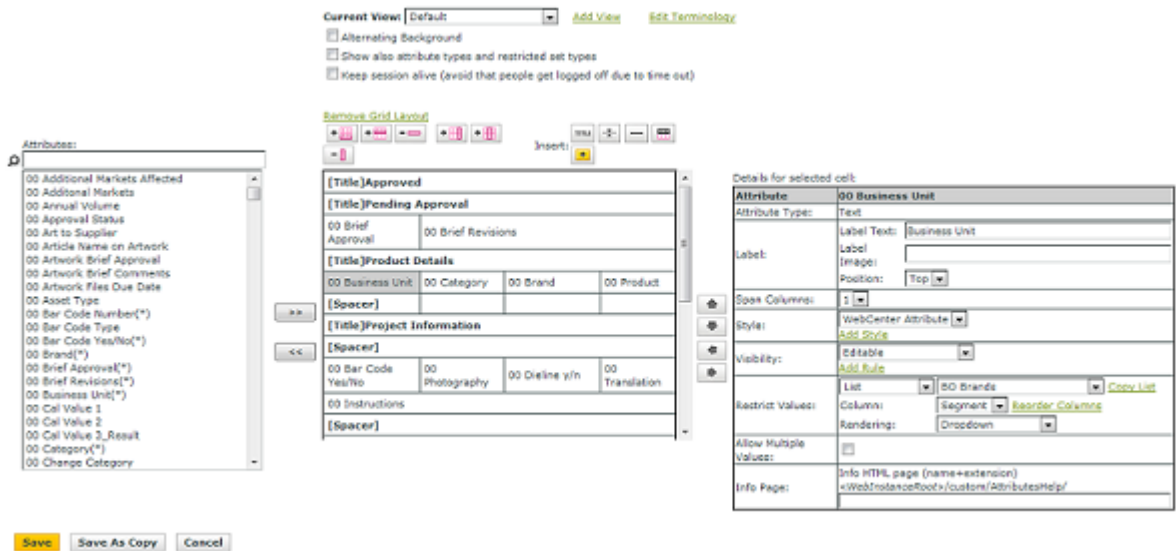 Current View: Default Add View Edit Terminology
Alternating Background
Show also attribute types and restricted set types
Keep session alive (avoid that people get logged off due to time out)
Remove Grid Layout
Insert:
Attributes:
00 Additional Markets Affected
00 Additonal Markets
00 Annual Volume
00 Approval Status
00 Art to Supplier
00 Article Name on Artwork
00 Artwork Brief Approval
00 Artwork Brief Comments
00 Artwork Files Due Date
00 Asset Type
00 Bar Code Number(*)
00 Bar Code Type
00 Bar Code Yes/No(*)
00 Brand(*)
00 Brief Approval(*)
00 Brief Revisions(*)
00 Business Unit(*)
00 Cal Value 1
00 Cal Value 2
00 Cal Value 3_Result
00 Category(*)
00 Change Category
>>
<<
[Title]Approved
[Title]Pending Approval
00 Brief Approval 00 Brief Revisions
[Title]Product Details
00 Business Unit 00 Category 00 Brand 00 Product
[Spacer]
[Title]Project Information
[Spacer]
00 Bar Code Yes/No 00 Photography 00 Dieline y/n 00 Translation
00 Instructions
[Spacer]
Details for selected cell:
Attribute 00 Business Unit
Attribute Type: Text
Label: Label Text: Business Unit
Label Image:
Position: Top
Span Columns: 1
Style: WebCenter Attribute
Add Style
Visibility: Editable
Add Rule
Restrict Values: List BO Brands Copy List
Column: Segment Reorder Columns
Rendering: Dropdown
Allow Multiple Values:
Info Page: Info HTML page (name+extension)
<WebInstanceRoot>/custom/AttributesHelp/
Save Save As Copy Cancel